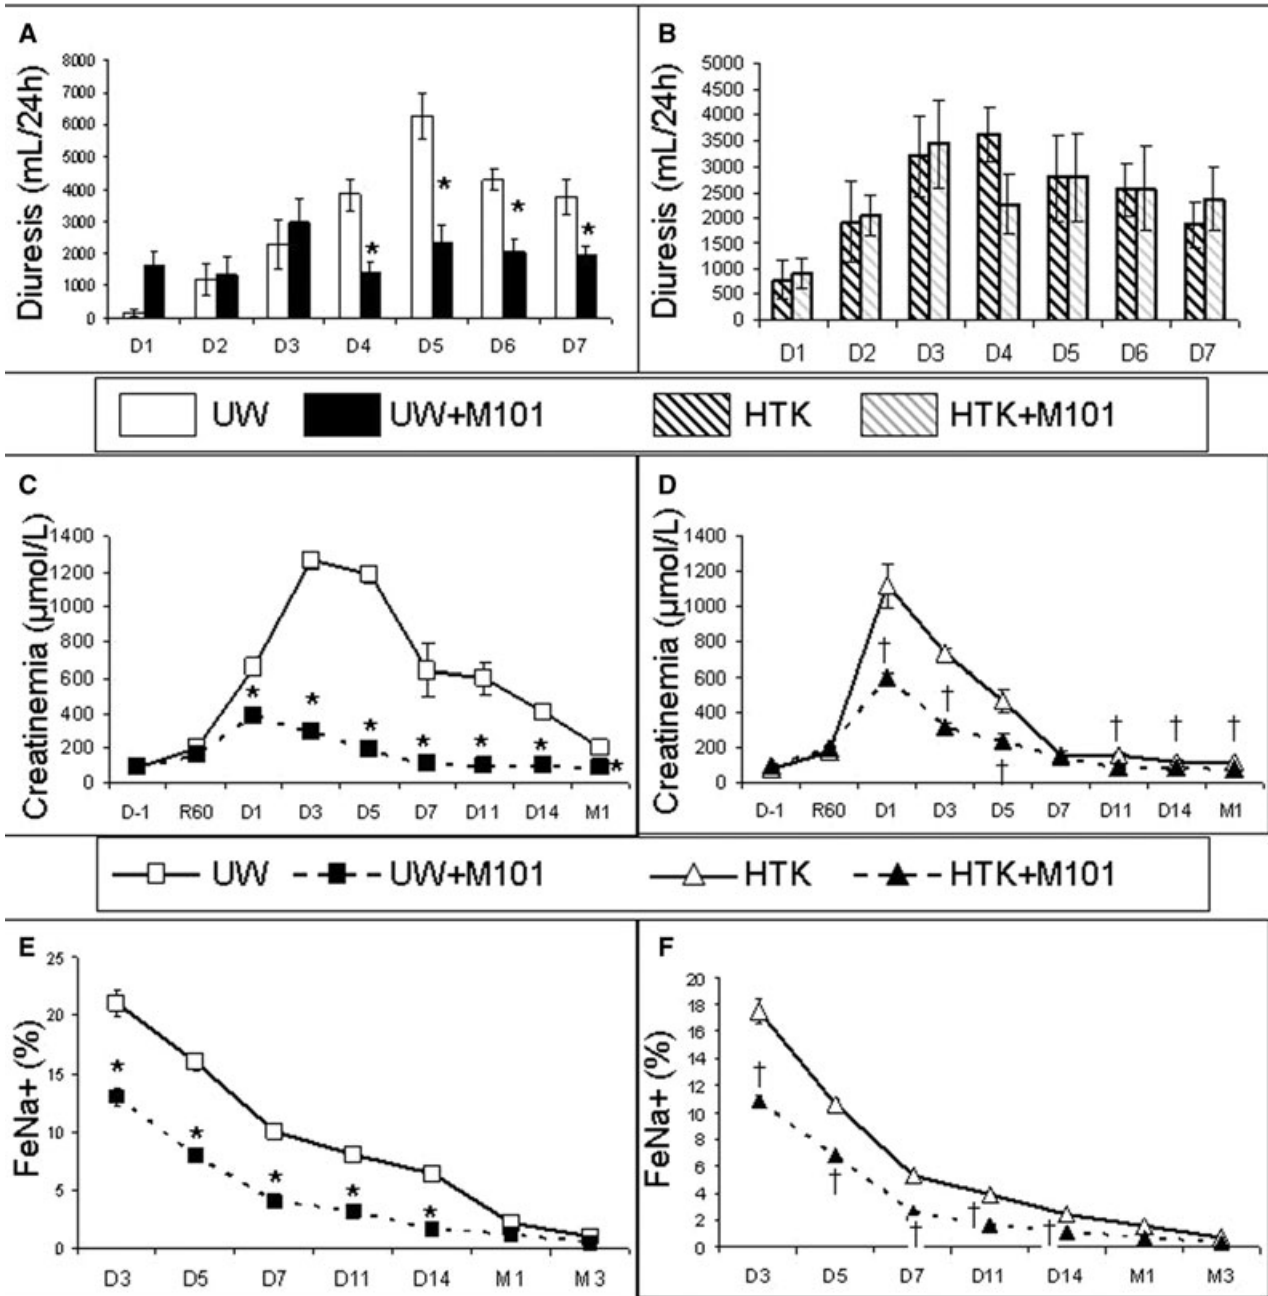 A
Diuresis (mL/24h)
8000
7000
6000
5000
4000
3000
2000
1000
0
*
*
*
*
D1 D2 D3 D4 D5 D6 D7
B
Diuresis (mL/24h)
5000
4500
4000
3500
3000
2500
2000
1500
1000
500
0
D1 D2 D3 D4 D5 D6 D7
UW UW+M101 HTK HTK+M101
C
Creatinemia (µmol/L)
1400
1200
1000
800
600
400
200
0
* * * * * * *
D-1 R60 D1 D3 D5 D7 D11 D14 M1
D
Creatinemia (µmol/L)
1400
1200
1000
800
600
400
200
0
† † † † † †
D-1 R60 D1 D3 D5 D7 D11 D14 M1
UW UW+M101 HTK HTK+M101
E
FeNa+ (%)
25
20
15
10
5
0
* * * * *
D3 D5 D7 D11 D14 M1 M3
F
FeNa+ (%)
20
18
16
14
12
10
8
6
4
2
0
† † † † †
D3 D5 D7 D11 D14 M1 M3